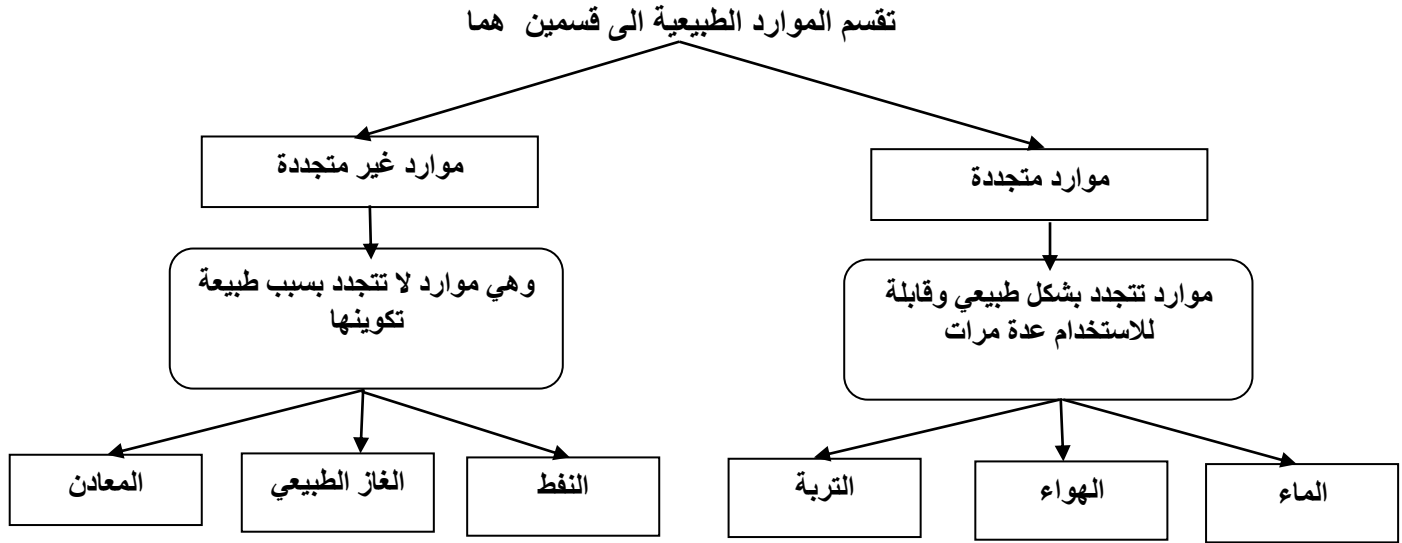 تقسم الموارد الطبيعية الى قسمين هما
موارد متجددة
موارد غير متجددة
موارد تتجدد بشكل طبيعي وقابلة
للاستخدام عدة مرات
وهي موارد لا تتجدد بسبب طبيعة
تكوينها
الماء
الهواء
التربة
النفط
الغاز الطبيعي
المعادن